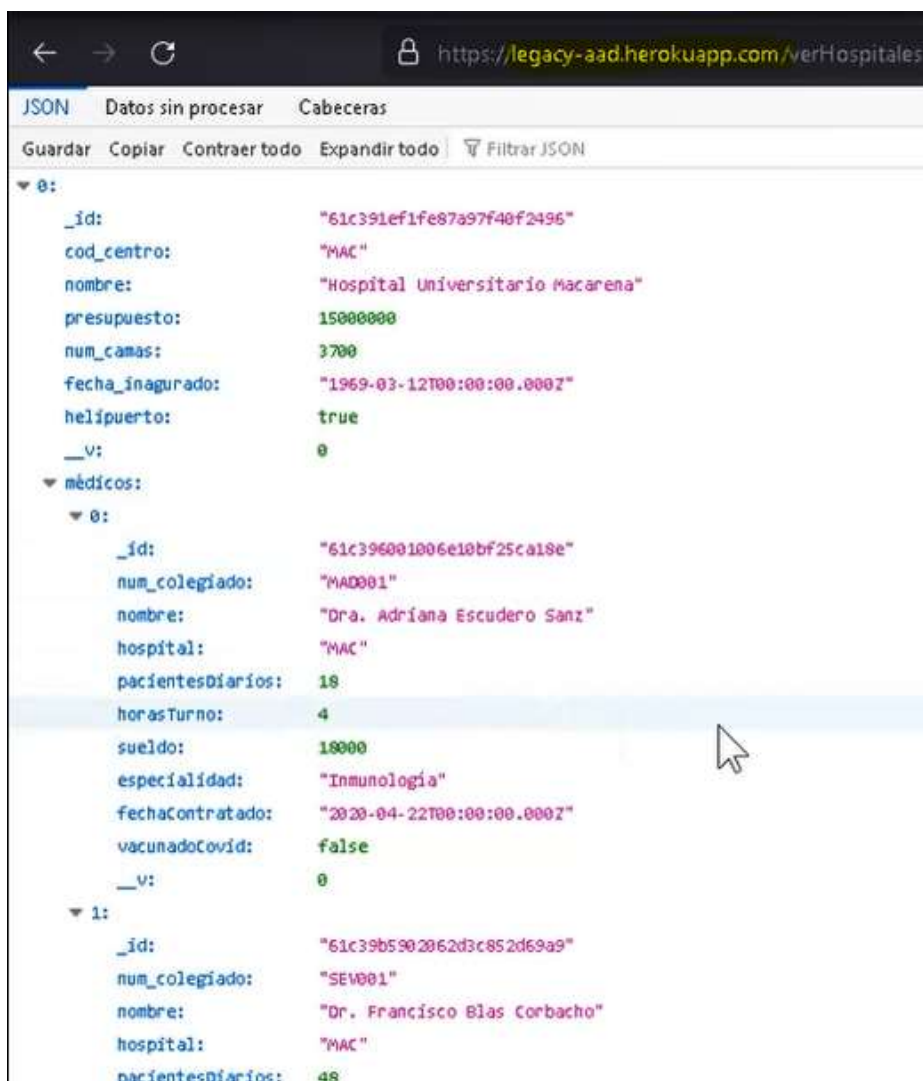 https://legacy-aad.herokuapp.com/verHospitales
JSON Datos sin procesar Cabeceras
Guardar Copiar Contraer todo Expandir todo Filtrar JSON
0:
_id: "61c391ef1fe87a97f40f2496"
cod_centro: "MAC"
nombre: "Hospital Universitario Macarena"
presupuesto: 15000000
num_camas: 3700
fecha_inagurado: "1969-03-12T00:00:00.000Z"
helipuerto: true
__v: 0
médicos:
0:
_id: "61c396001006e10bf25ca18e"
num_colegiado: "MAD001"
nombre: "Dra. Adriana Escudero Sanz"
hospital: "MAC"
pacientesDiarios: 18
horasTurno: 4
sueldo: 18000
especialidad: "Inmunología"
fechaContratado: "2020-04-22T00:00:00.000Z"
vacunadoCovid: false
__v: 0
1:
_id: "61c39b5902062d3c852d69a9"
num_colegiado: "SEV001"
nombre: "Dr. Francisco Blas Corbacho"
hospital: "MAC"
pacientesDiarios: 48